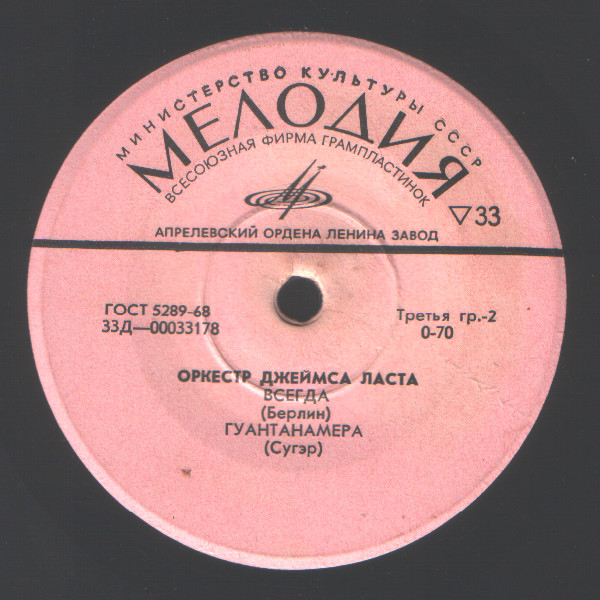 МИНИСТЕРСТВО КУЛЬТУРЫ СССР
МЕЛОДИЯ
ВСЕСОЮЗНАЯ ФИРМА ГРАМПЛАСТИНОК
▽33
АПРЕЛЕВСКИЙ ОРДЕНА ЛЕНИНА ЗАВОД
ГОСТ 5289-68
33Д—00033178
Третья гр.-2
0-70
ОРКЕСТР ДЖЕЙМСА ЛАСТА
ВСЕГДА
(Берлин)
ГУАНТАНАМЕРА
(Сугэр)